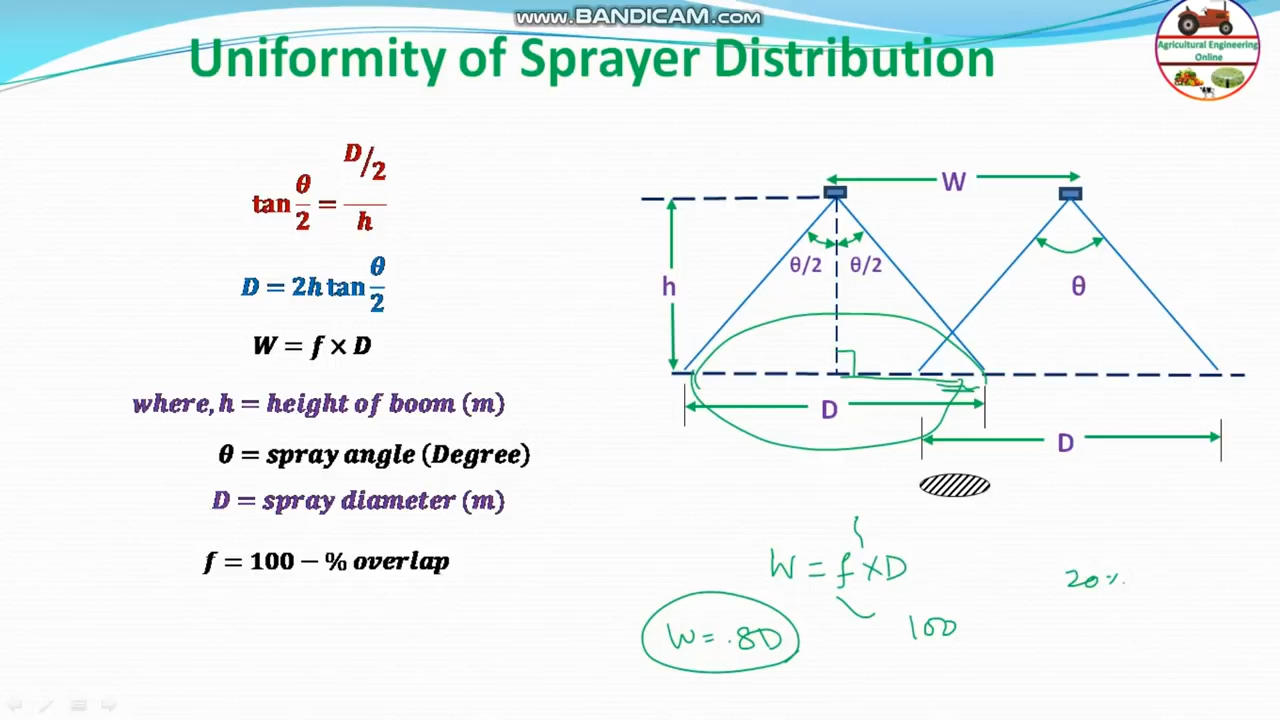 www.BANDICAM.com
Uniformity of Sprayer Distribution
Agricultural Engineering
Online
tan θ/2 = (D/2)/h
D = 2h tan θ/2
W = f × D
where, h = height of boom (m)
θ = spray angle (Degree)
D = spray diameter (m)
f = 100 − % overlap
W
h
θ/2 θ/2
θ
D
D
W = f × D
20%
100
W = .8D